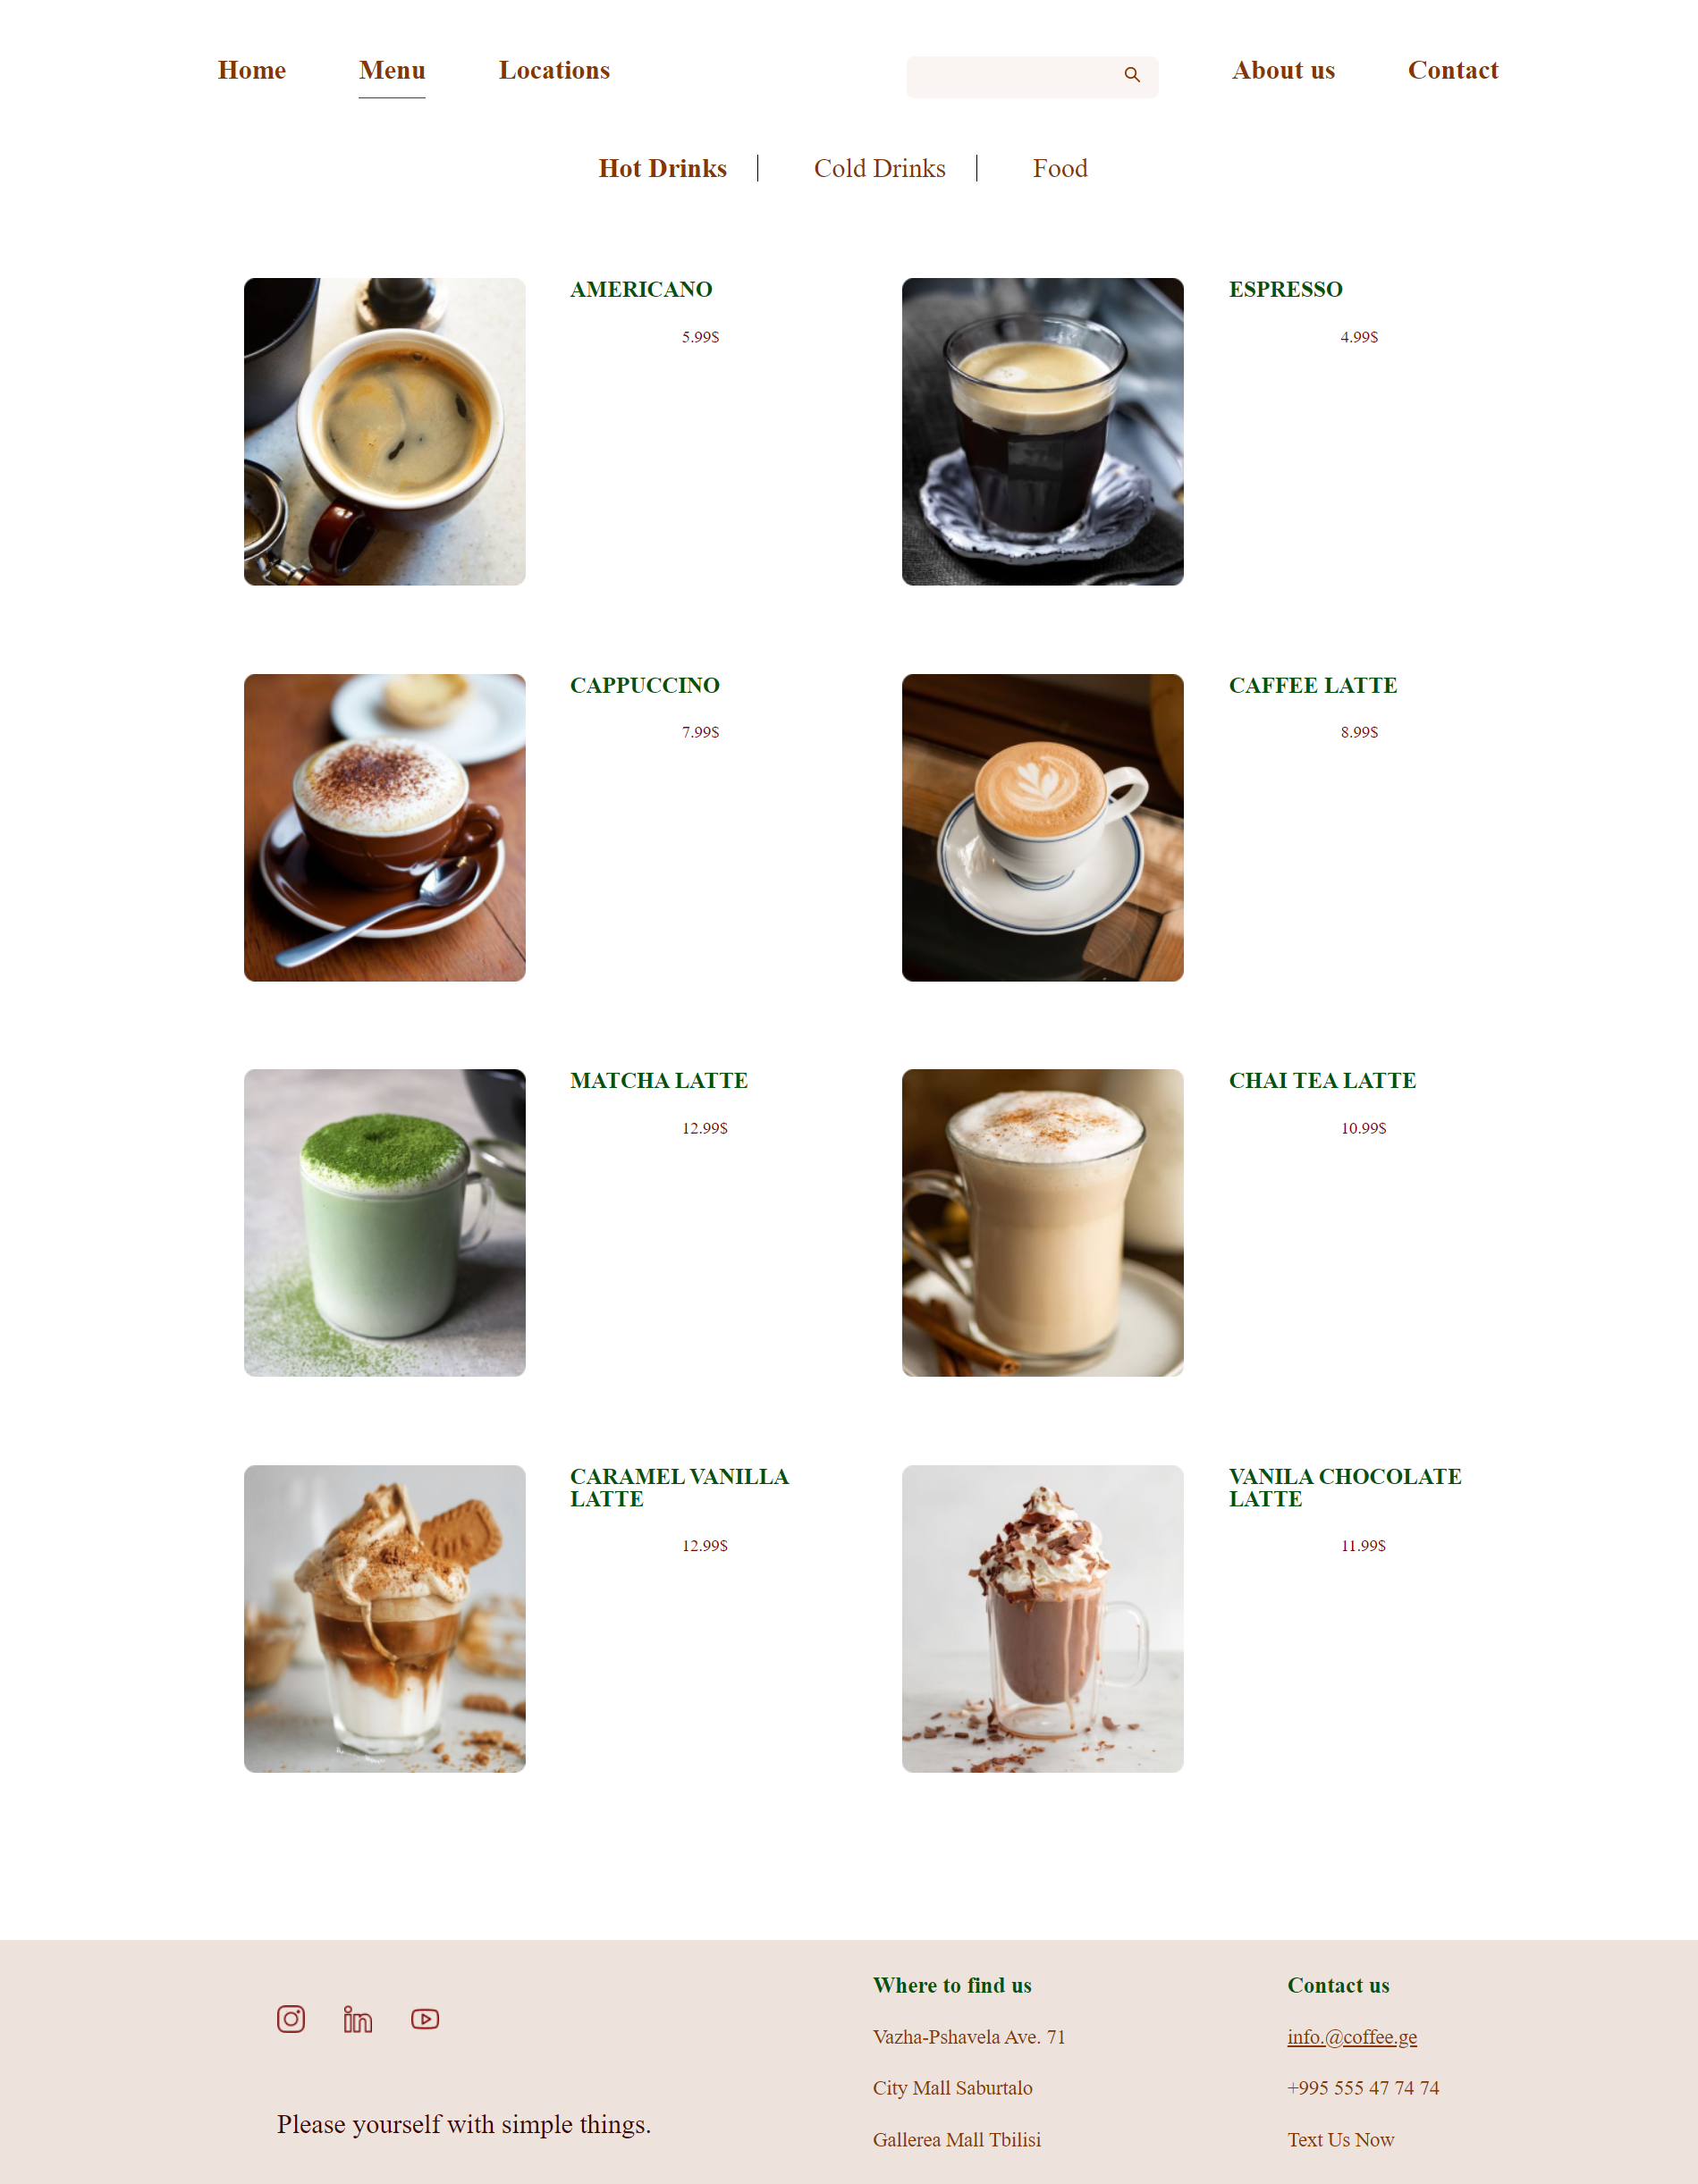 Home
Menu
Locations
About us
Contact
Hot Drinks
Cold Drinks
Food
AMERICANO
5.99$
ESPRESSO
4.99$
CAPPUCCINO
7.99$
CAFFEE LATTE
8.99$
MATCHA LATTE
12.99$
CHAI TEA LATTE
10.99$
CARAMEL VANILLA
LATTE
12.99$
VANILA CHOCOLATE
LATTE
11.99$
in
Please yourself with simple things.
Where to find us
Vazha-Pshavela Ave. 71
City Mall Saburtalo
Gallerea Mall Tbilisi
Contact us
info.@coffee.ge
+995 555 47 74 74
Text Us Now